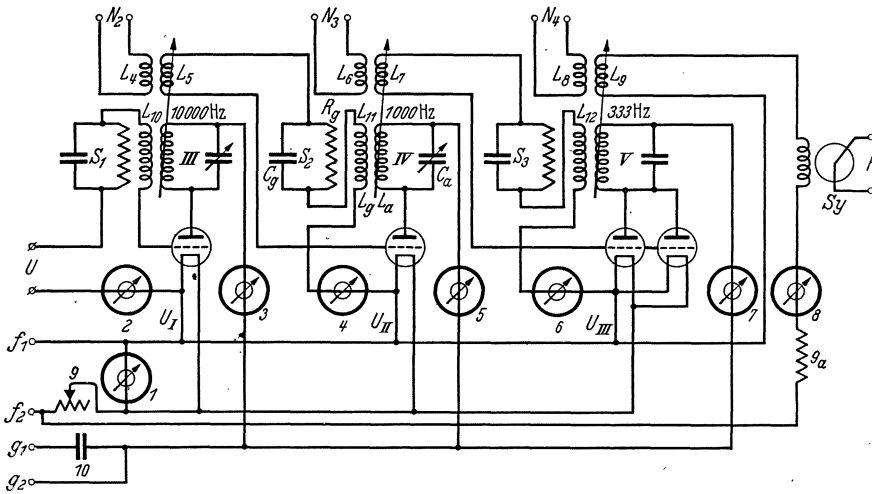 N2 N3 N4
L4 L5 L6 L7 L8 L9
L10 10000 Hz Rg L11 1000 Hz L12 333 Hz
S1 III S2 IV S3 V
Cg Ca Sy
Lg La
U
2 UI 3 4 UII 5 6 UIII 7 8
f1
9 1 9a
f2
g1
10
g2